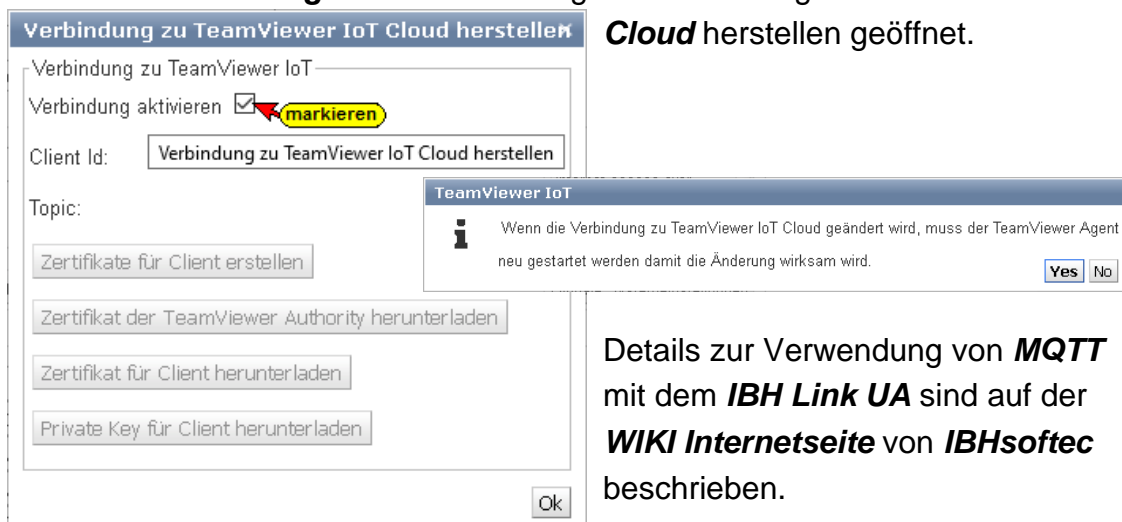 Verbindung zu TeamViewer IoT Cloud herstellen
Verbindung zu TeamViewer IoT
Verbindung aktivieren
markieren
Client Id:
Verbindung zu TeamViewer IoT Cloud herstellen
Topic:
Zertifikate für Client erstellen
Zertifikat der TeamViewer Authority herunterladen
Zertifikat für Client herunterladen
Private Key für Client herunterladen
Ok
Cloud herstellen geöffnet.
TeamViewer IoT
Wenn die Verbindung zu TeamViewer IoT Cloud geändert wird, muss der TeamViewer Agent
neu gestartet werden damit die Änderung wirksam wird.
Yes No
Details zur Verwendung von MQTT
mit dem IBH Link UA sind auf der
WIKI Internetseite von IBHsoftec
beschrieben.